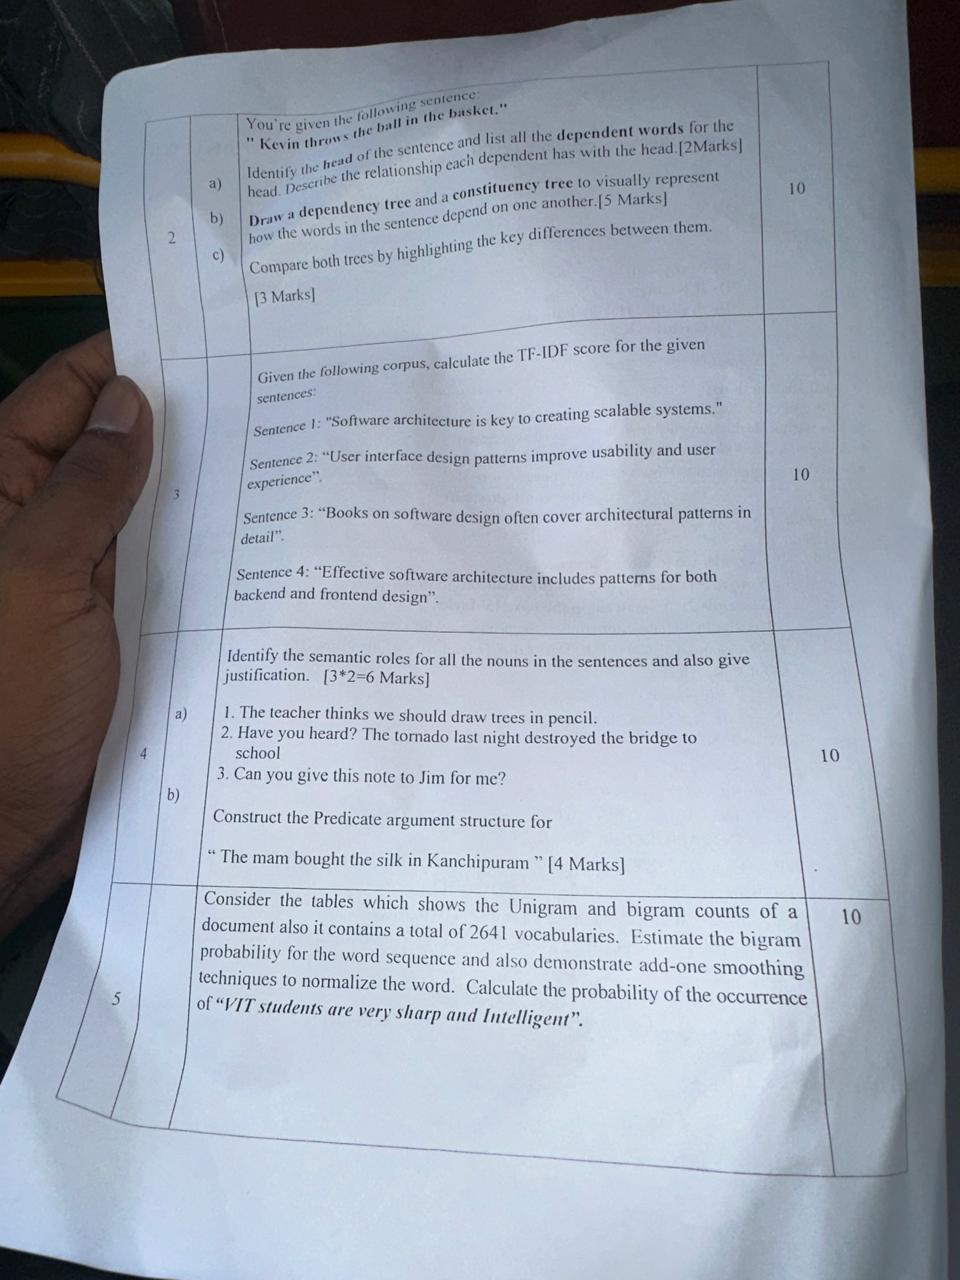 You're given the following sentence:
" Kevin throws the ball in the basket."
a) Identify the head of the sentence and list all the dependent words for the
head. Describe the relationship each dependent has with the head.[2Marks]
b) Draw a dependency tree and a constituency tree to visually represent
how the words in the sentence depend on one another.[5 Marks]
2 10
c) Compare both trees by highlighting the key differences between them.
[3 Marks]
Given the following corpus, calculate the TF-IDF score for the given
sentences:
Sentence 1: "Software architecture is key to creating scalable systems."
Sentence 2: “User interface design patterns improve usability and user
experience”.
3 10
Sentence 3: “Books on software design often cover architectural patterns in
detail”.
Sentence 4: “Effective software architecture includes patterns for both
backend and frontend design”.
Identify the semantic roles for all the nouns in the sentences and also give
justification. [3*2=6 Marks]
a) 1. The teacher thinks we should draw trees in pencil.
2. Have you heard? The tornado last night destroyed the bridge to
school
4 10
3. Can you give this note to Jim for me?
b) Construct the Predicate argument structure for
“ The mam bought the silk in Kanchipuram ” [4 Marks]
Consider the tables which shows the Unigram and bigram counts of a 10
document also it contains a total of 2641 vocabularies. Estimate the bigram
probability for the word sequence and also demonstrate add-one smoothing
techniques to normalize the word. Calculate the probability of the occurrence
5 of “VIT students are very sharp and Intelligent”.